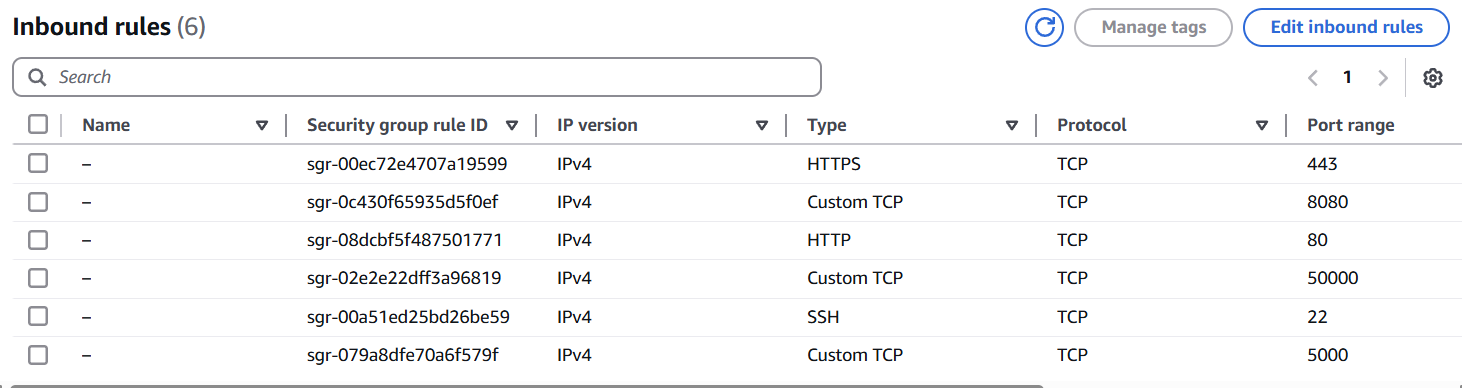 Inbound rules (6) Manage tags Edit inbound rules
Search 1
Name Security group rule ID IP version Type Protocol Port range
– sgr-00ec72e4707a19599 IPv4 HTTPS TCP 443
– sgr-0c430f65935d5f0ef IPv4 Custom TCP TCP 8080
– sgr-08dcbf5f487501771 IPv4 HTTP TCP 80
– sgr-02e2e22dff3a96819 IPv4 Custom TCP TCP 50000
– sgr-00a51ed25bd26be59 IPv4 SSH TCP 22
– sgr-079a8dfe70a6f579f IPv4 Custom TCP TCP 5000